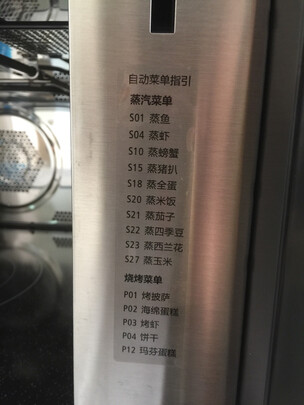 自动菜单指引
蒸汽菜单
S01 蒸鱼
S04 蒸虾
S10 蒸螃蟹
S15 蒸猪扒
S18 蒸全蛋
S20 蒸米饭
S21 蒸茄子
S22 蒸四季豆
S23 蒸西兰花
S27 蒸玉米
烧烤菜单
P01 烤披萨
P02 海绵蛋糕
P03 烤虾
P04 饼干
P12 玛芬蛋糕